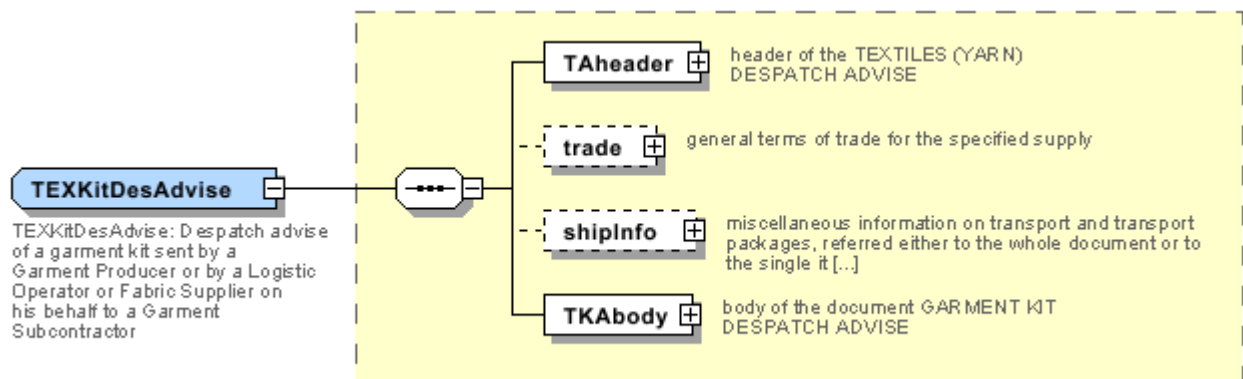 TAheader
header of the TEXTILES (YARN)
DESPATCH ADVISE
trade
general terms of trade for the specified supply
TEXKitDesAdvise
TEXKitDesAdvise: Despatch advise
of a garment kit sent by a
Garment Producer or by a Logistic
Operator or Fabric Supplier on
his behalf to a Garment
Subcontractor
shipInfo
miscellaneous information on transport and transport
packages, referred either to the whole document or to
the single it [...]
TKAbody
body of the document GARMENT KIT
DESPATCH ADVISE